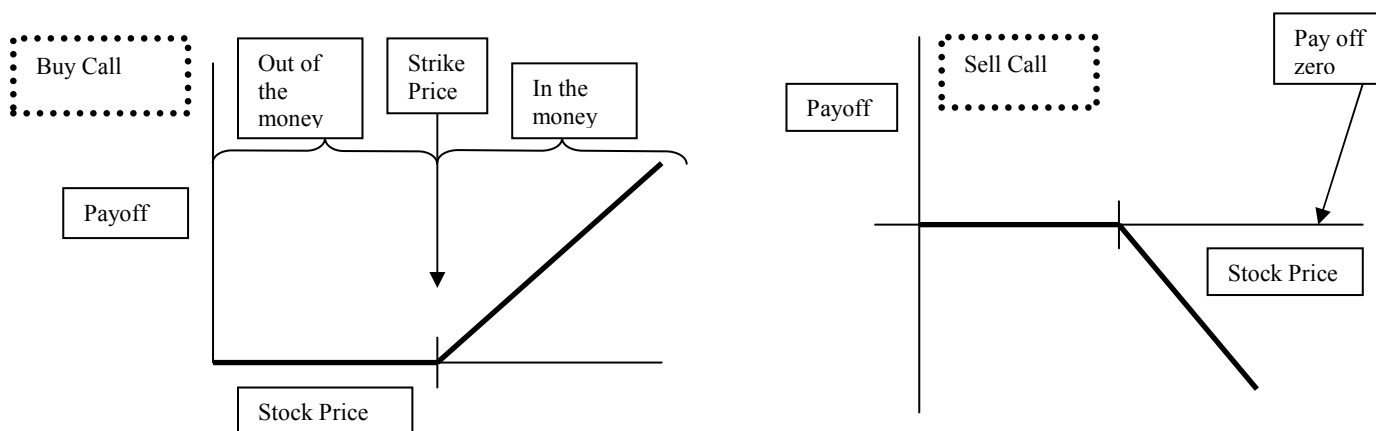 Buy Call
Out of
the
money
Strike
Price
In the
money
Payoff
Stock Price
Sell Call
Pay off
zero
Payoff
Stock Price